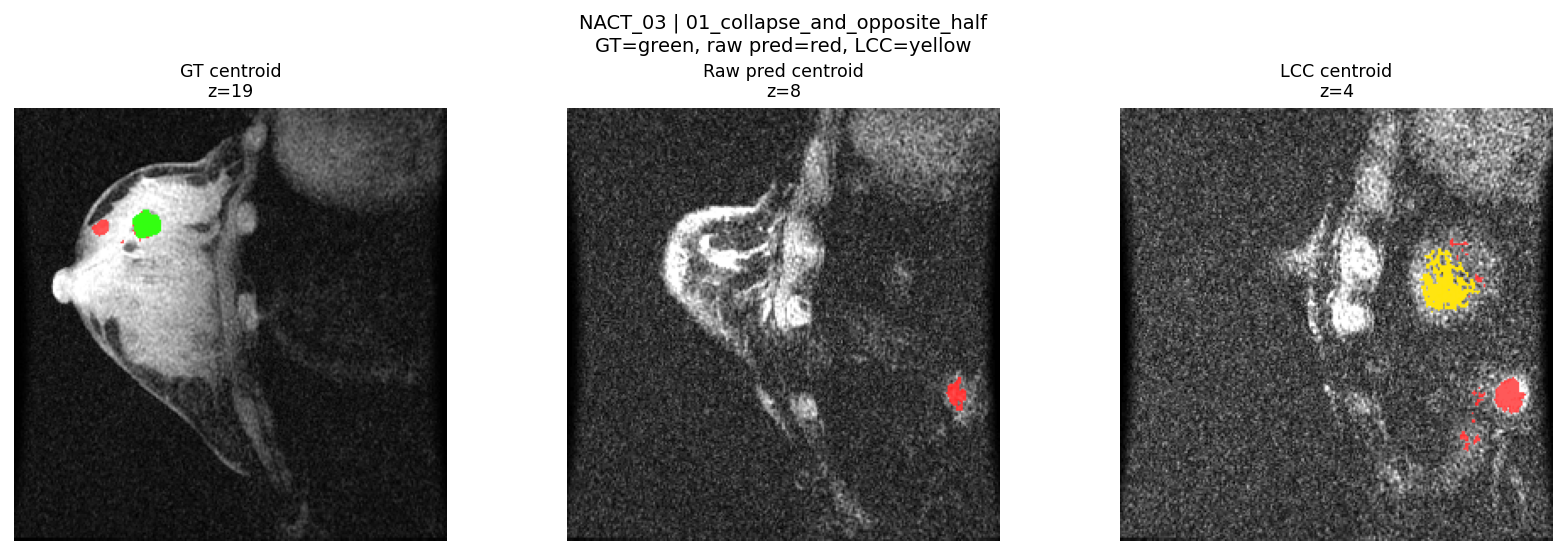 NACT_03 | 01_collapse_and_opposite_half
GT=green, raw pred=red, LCC=yellow
GT centroid
z=19
Raw pred centroid
z=8
LCC centroid
z=4